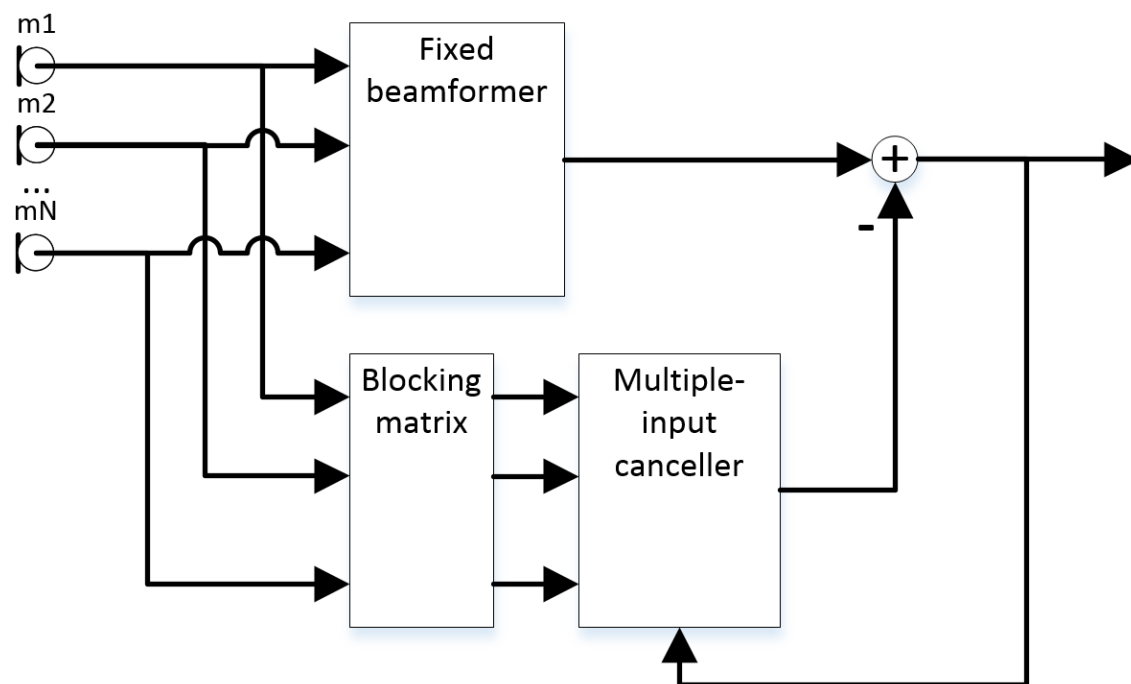 m1
m2
...
mN
Fixed
beamformer
+
-
Blocking
matrix
Multiple-
input
canceller